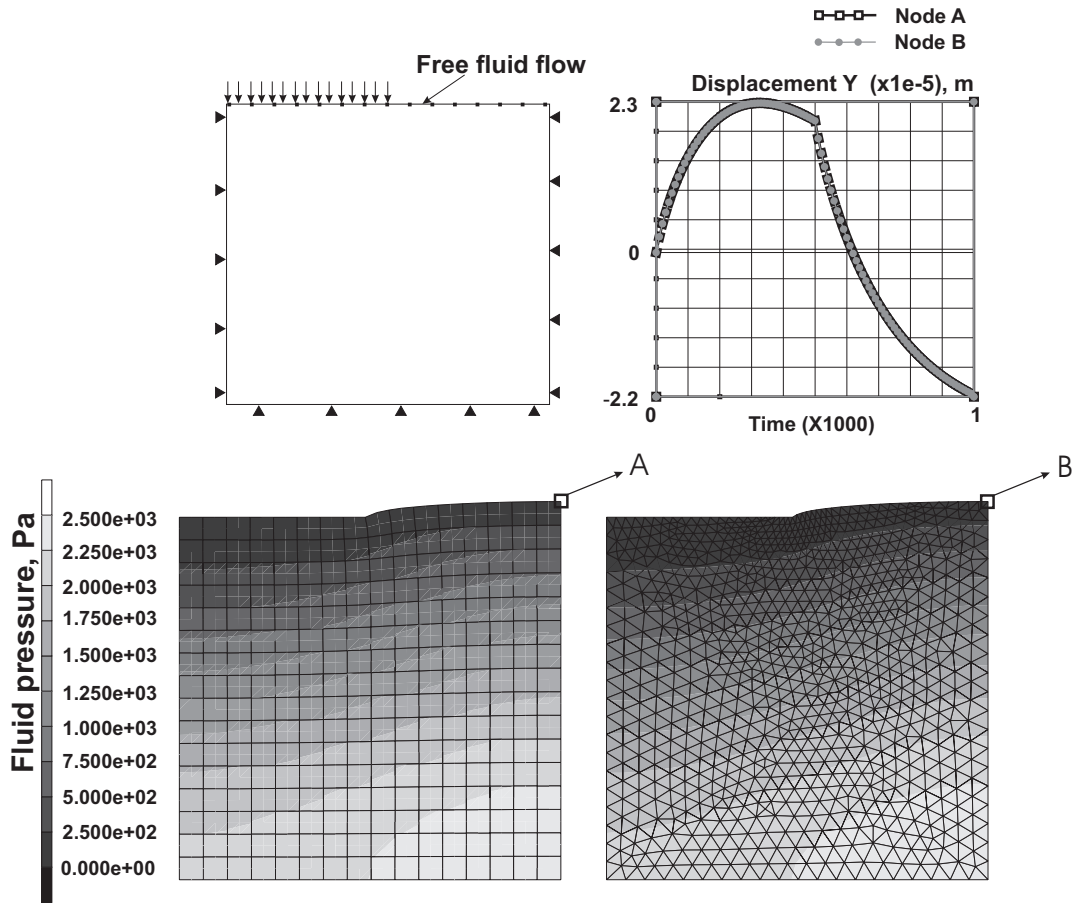 Node A
Node B
Free fluid flow
Displacement Y (x1e-5), m
2.3
0
-2.2
0
1
Time (X1000)
A
B
Fluid pressure, Pa
2.500e+03
2.250e+03
2.000e+03
1.750e+03
1.500e+03
1.250e+03
1.000e+03
7.500e+02
5.000e+02
2.500e+02
0.000e+00